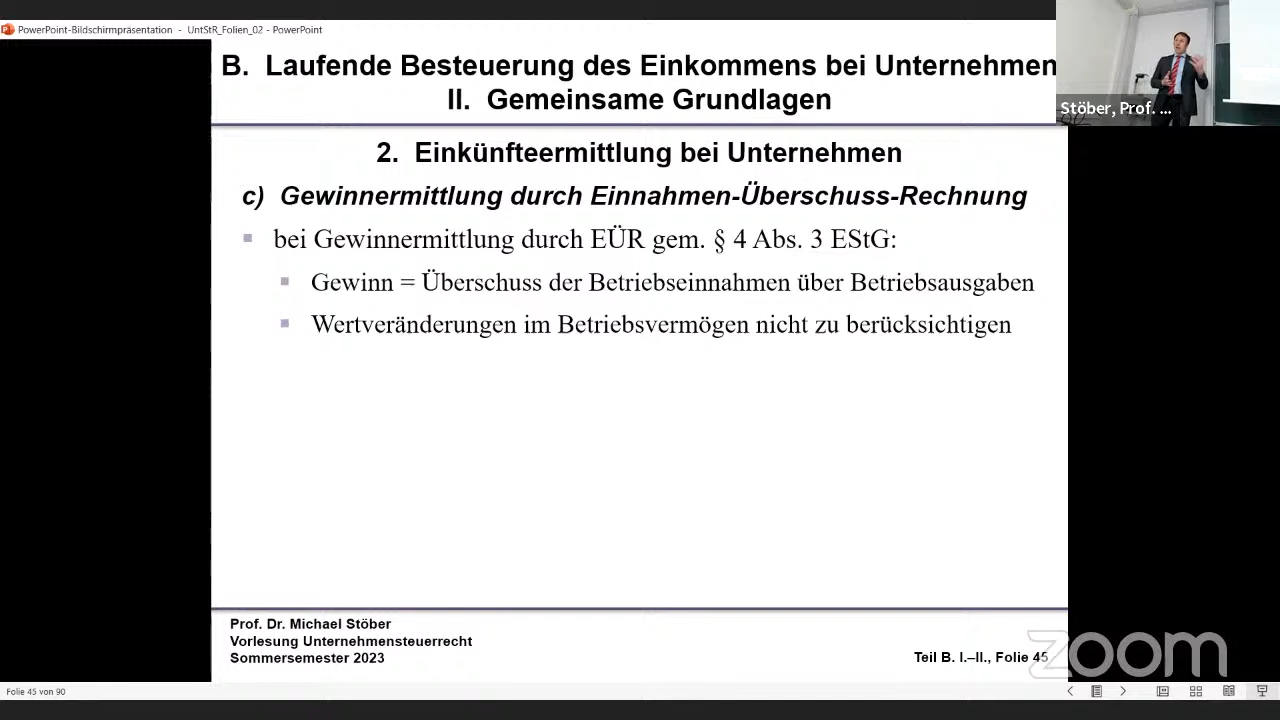 PowerPoint-Bildschirmpräsentation - UntStR_Folien_02 - PowerPoint
B. Laufende Besteuerung des Einkommens bei Unternehmen
II. Gemeinsame Grundlagen
Stöber, Prof. ...
2. Einkünfteermittlung bei Unternehmen
c) Gewinnermittlung durch Einnahmen-Überschuss-Rechnung
bei Gewinnermittlung durch EÜR gem. § 4 Abs. 3 EStG:
Gewinn = Überschuss der Betriebseinnahmen über Betriebsausgaben
Wertveränderungen im Betriebsvermögen nicht zu berücksichtigen
Prof. Dr. Michael Stöber
Vorlesung Unternehmensteuerrecht
Sommersemester 2023
Teil B. I.–II., Folie 45
zoom
Folie 45 von 90